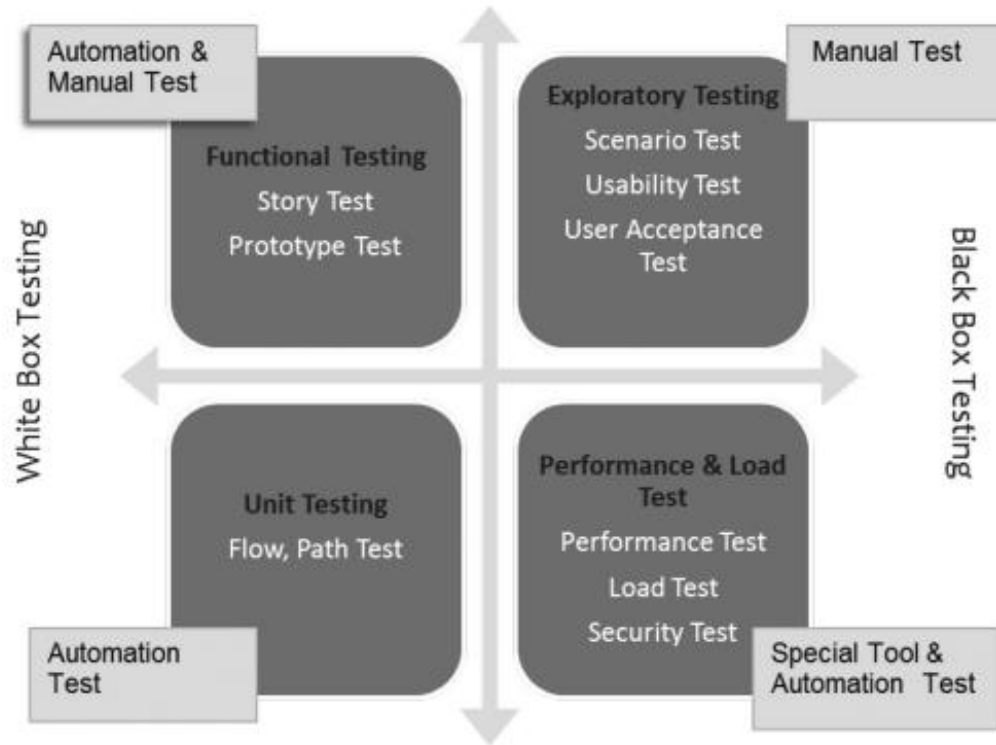 Automation &
Manual Test
Manual Test
Functional Testing
Story Test
Prototype Test
Exploratory Testing
Scenario Test
Usability Test
User Acceptance
Test
White Box Testing
Black Box Testing
Unit Testing
Flow, Path Test
Performance & Load
Test
Performance Test
Load Test
Security Test
Automation
Test
Special Tool &
Automation Test